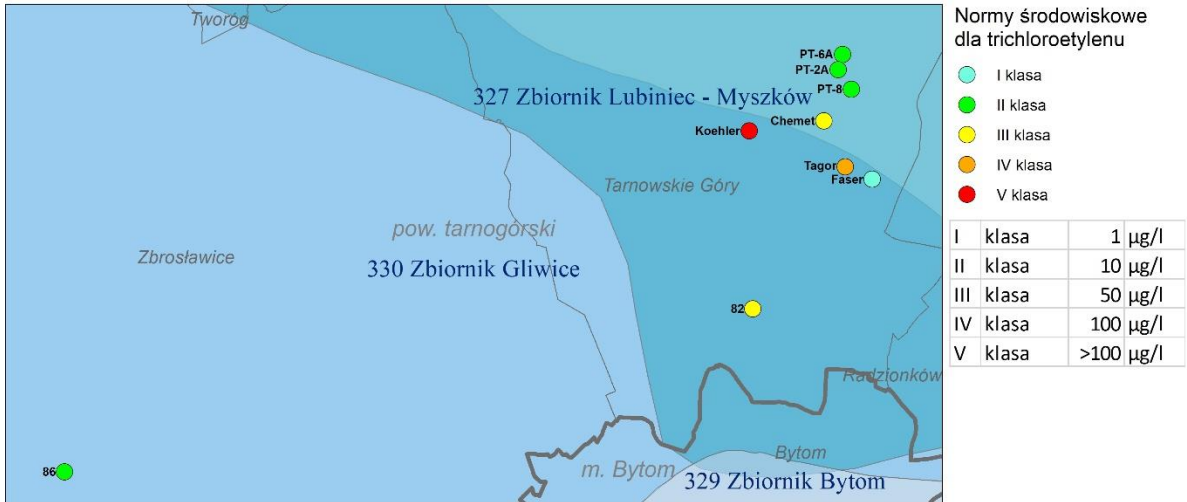 Tworóg
PT-6A
PT-2A
PT-8
327 Zbiornik Lubiniec - Myszków
Chemet
Koehler
Tagor
Faser
Tarnowskie Góry
pow. tarnogórski
Zbrosławice
330 Zbiornik Gliwice
82
Radzionków
Bytom
86
m. Bytom
329 Zbiornik Bytom
Normy środowiskowe
dla trichloroetylenu
I klasa
II klasa
III klasa
IV klasa
V klasa
I klasa 1 µg/l
II klasa 10 µg/l
III klasa 50 µg/l
IV klasa 100 µg/l
V klasa >100 µg/l